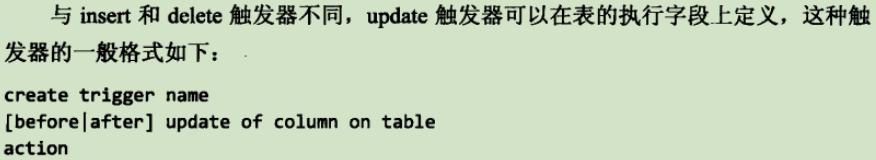 与 insert 和 delete 触发器不同，update 触发器可以在表的执行字段上定义，这种触
发器的一般格式如下：
create trigger name
[before|after] update of column on table
action